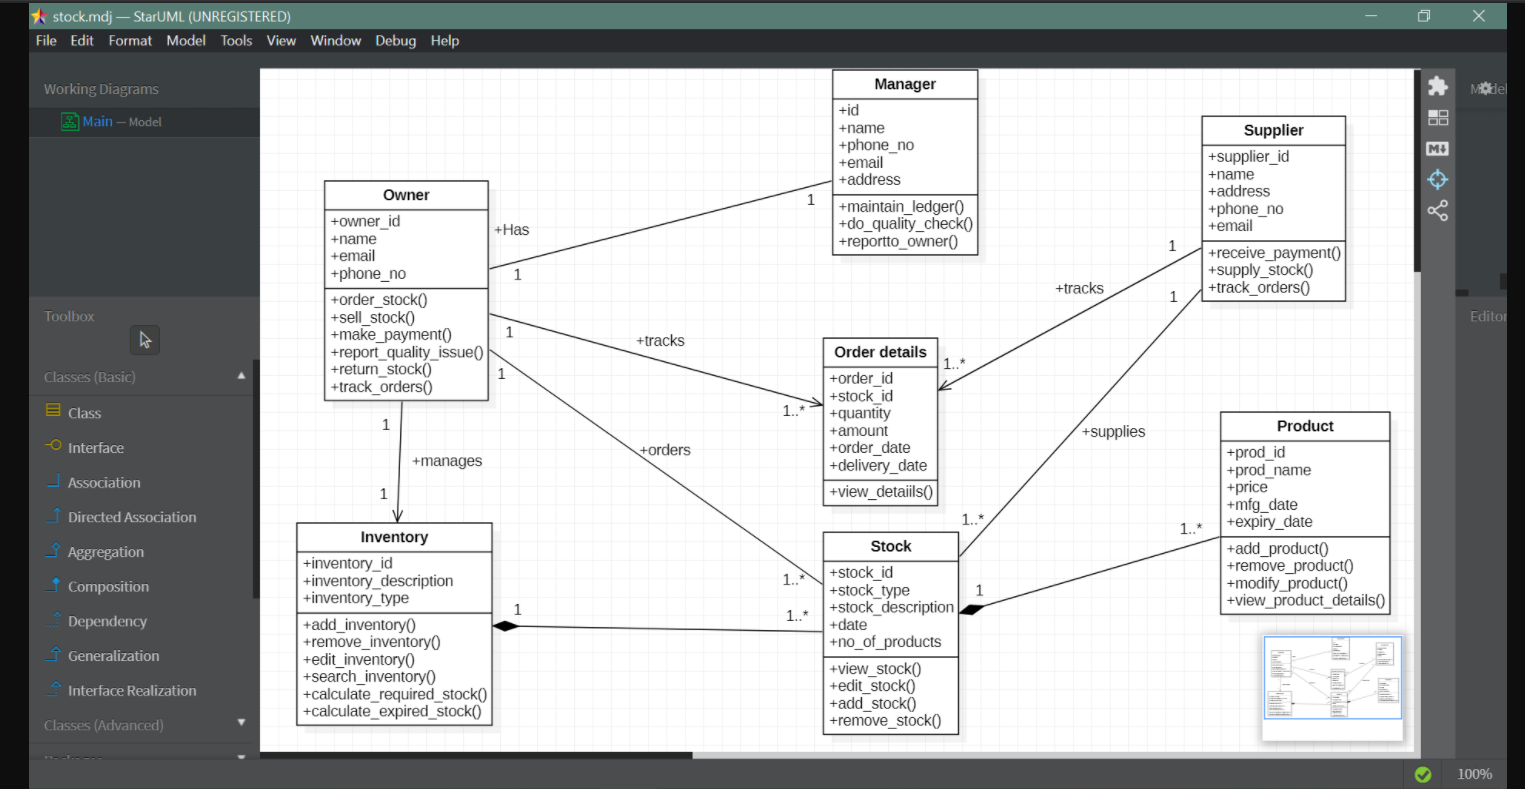 stock.mdj — StarUML (UNREGISTERED)
File Edit Format Model Tools View Window Debug Help
Working Diagrams
Main — Model
Toolbox
Classes (Basic)
Class
Interface
Association
Directed Association
Aggregation
Composition
Dependency
Generalization
Interface Realization
Classes (Advanced)
Manager
+id
+name
+phone_no
+email
+address
+maintain_ledger()
+do_quality_check()
+reportto_owner()
Supplier
+supplier_id
+name
+address
+phone_no
+email
+receive_payment()
+supply_stock()
+track_orders()
Owner
+owner_id
+name
+email
+phone_no
+order_stock()
+sell_stock()
+make_payment()
+report_quality_issue()
+return_stock()
+track_orders()
+Has
1
1
1
+tracks
1..*
1
+tracks
1..*
1
+orders
1..*
1
+supplies
1..*
1
+manages
1
Order details
+order_id
+stock_id
+quantity
+amount
+order_date
+delivery_date
+view_detaiils()
Product
+prod_id
+prod_name
+price
+mfg_date
+expiry_date
+add_product()
+remove_product()
+modify_product()
+view_product_details()
1..*
1
Inventory
+inventory_id
+inventory_description
+inventory_type
+add_inventory()
+remove_inventory()
+edit_inventory()
+search_inventory()
+calculate_required_stock()
+calculate_expired_stock()
1
1..*
Stock
+stock_id
+stock_type
+stock_description
+date
+no_of_products
+view_stock()
+edit_stock()
+add_stock()
+remove_stock()
M
Editor
100%